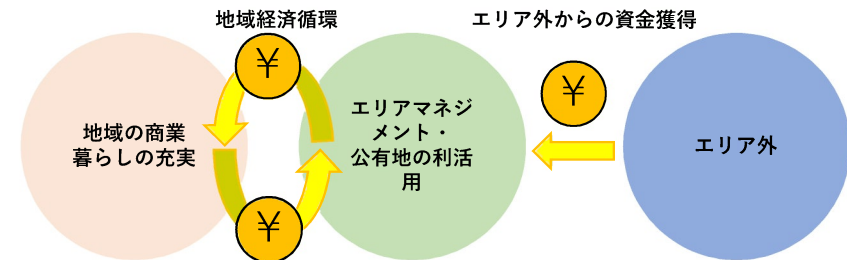 地域経済循環
エリア外からの資金獲得
¥
¥
地域の商業
暮らしの充実
エリアマネジ
メント・
公有地の利活
用
エリア外
¥